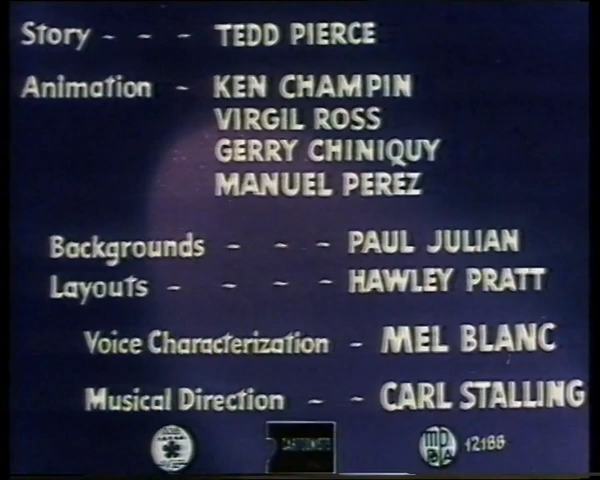 Story - - - TEDD PIERCE
Animation - KEN CHAMPIN
VIRGIL ROSS
GERRY CHINIQUY
MANUEL PEREZ
Backgrounds - - - PAUL JULIAN
Layouts - - - - HAWLEY PRATT
Voice Characterization - MEL BLANC
Musical Direction - - CARL STALLING
CARTOONISTS
12188